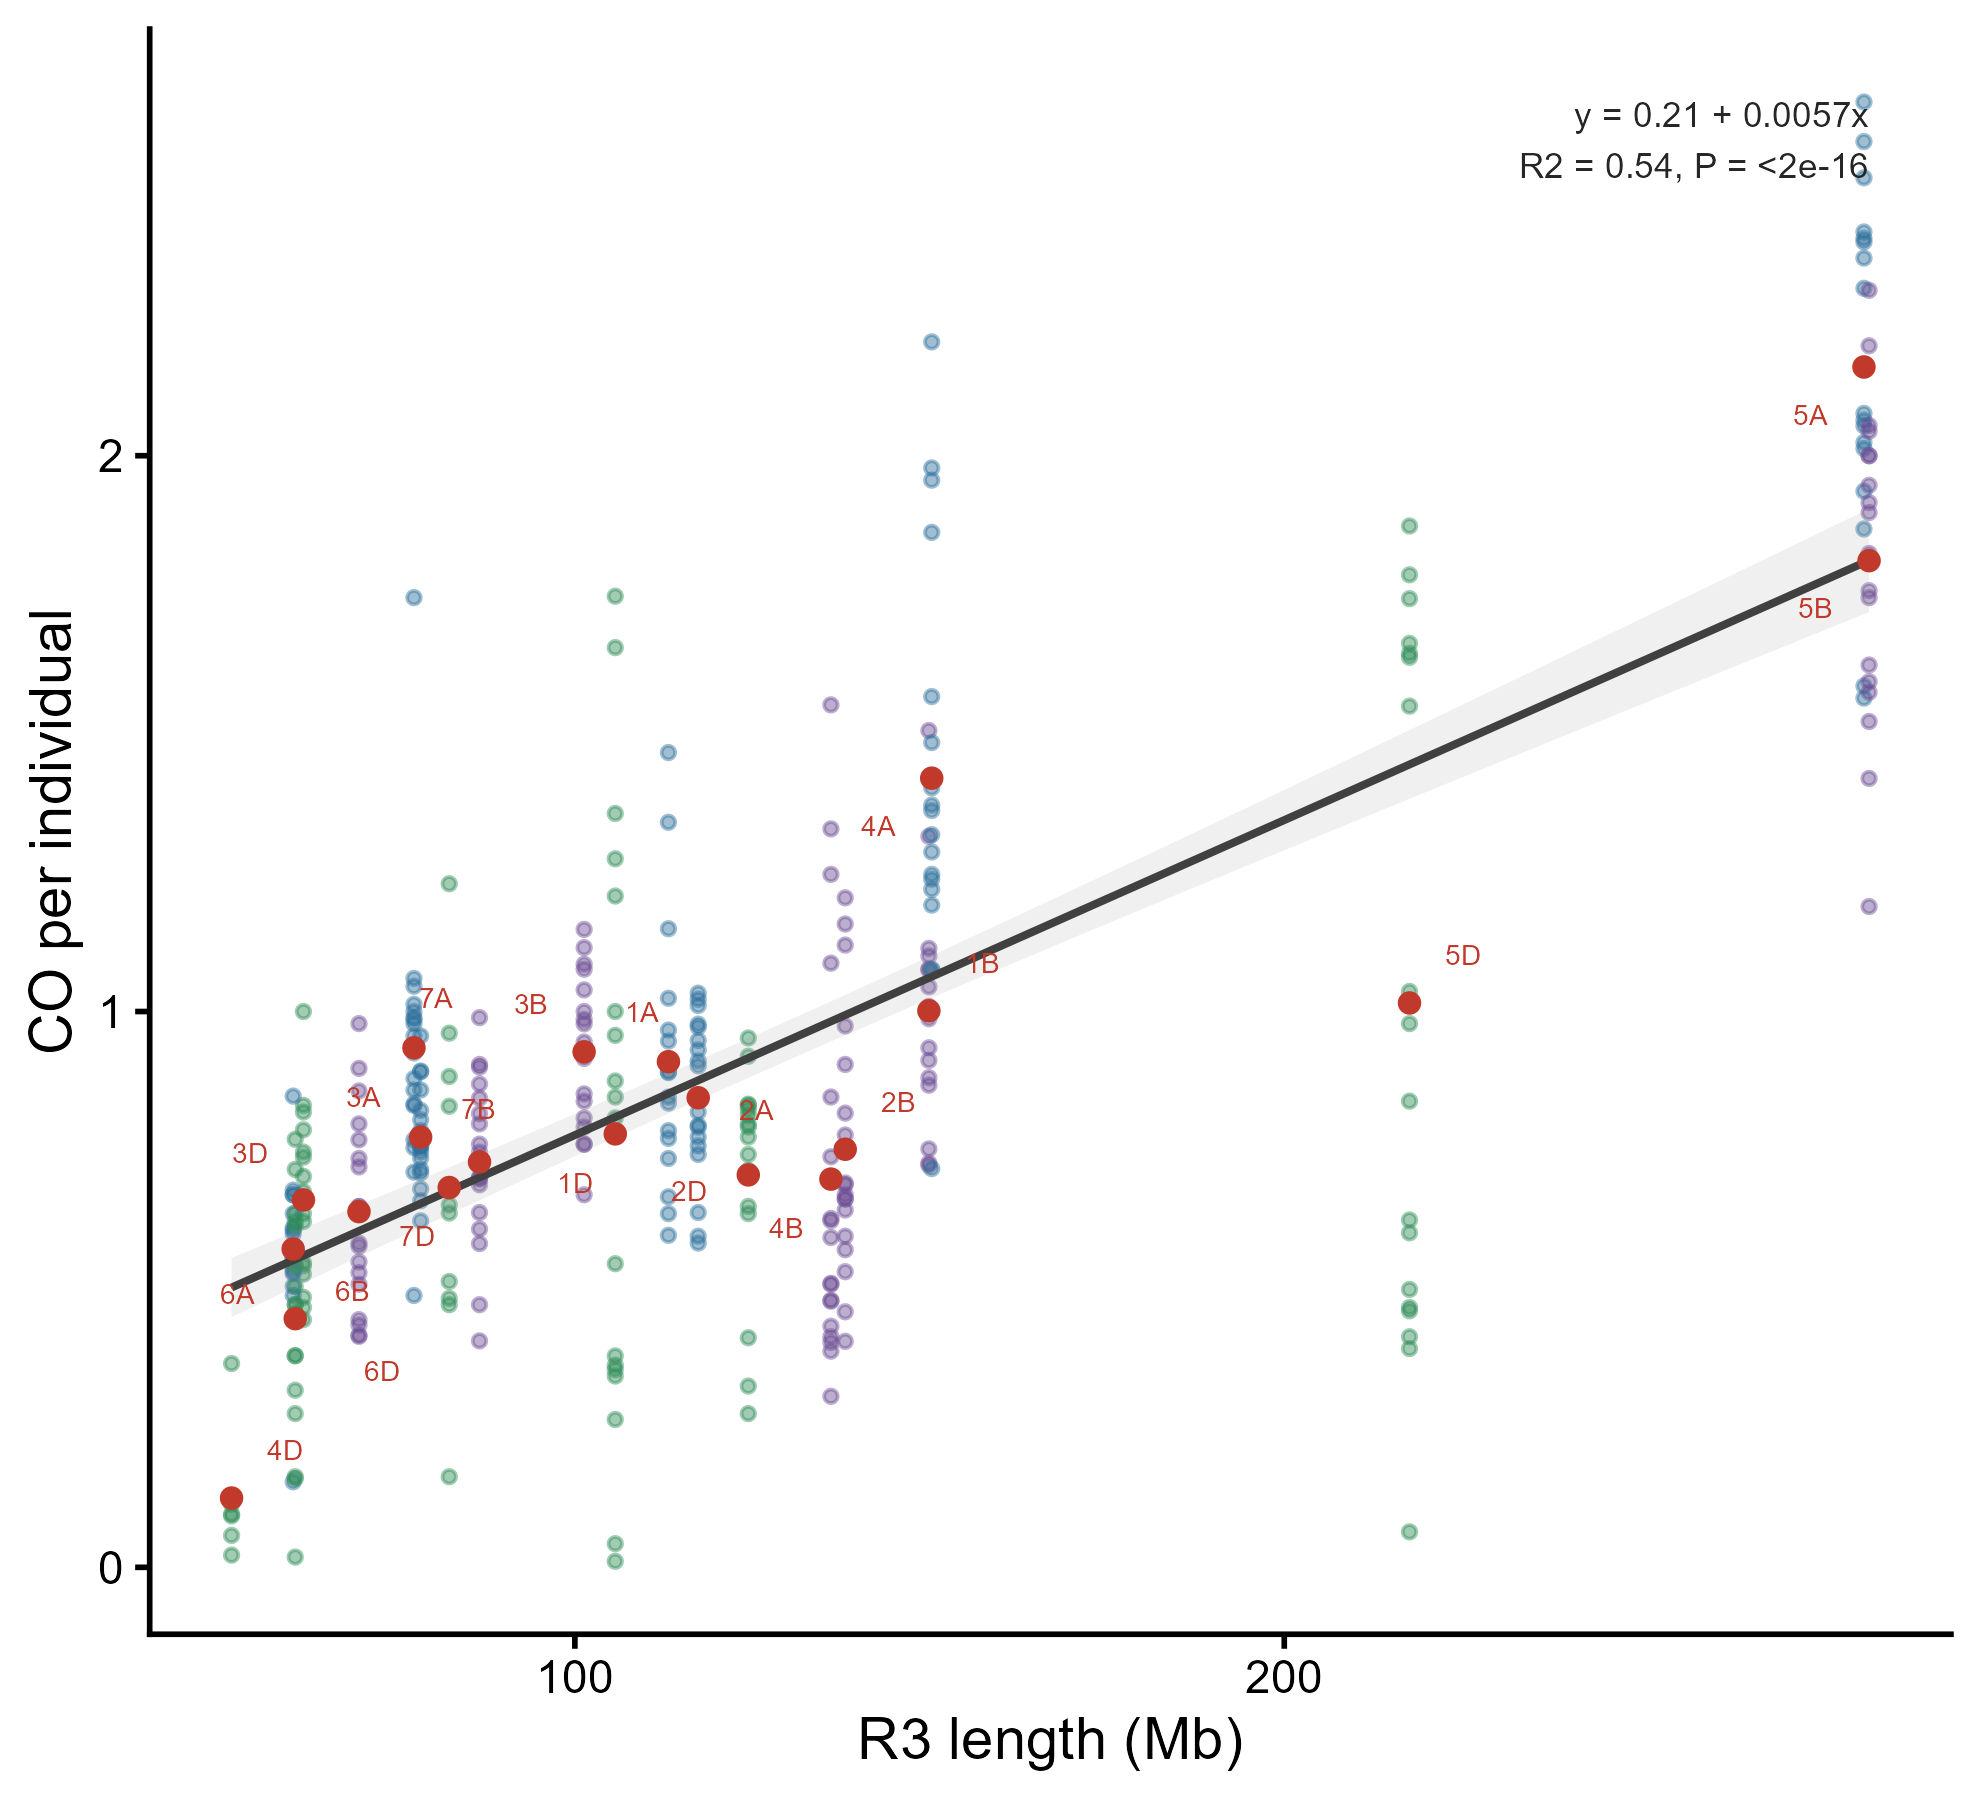 y = 0.21 + 0.0057x
R2 = 0.54, P = <2e-16
5A
2
5B
4A
1B
5D
7A
3B
1A
1
3A
7B
2A
2B
3D
1D
2D
7D
4B
6A
6B
6D
4D
0
100
200
CO per individual
R3 length (Mb)